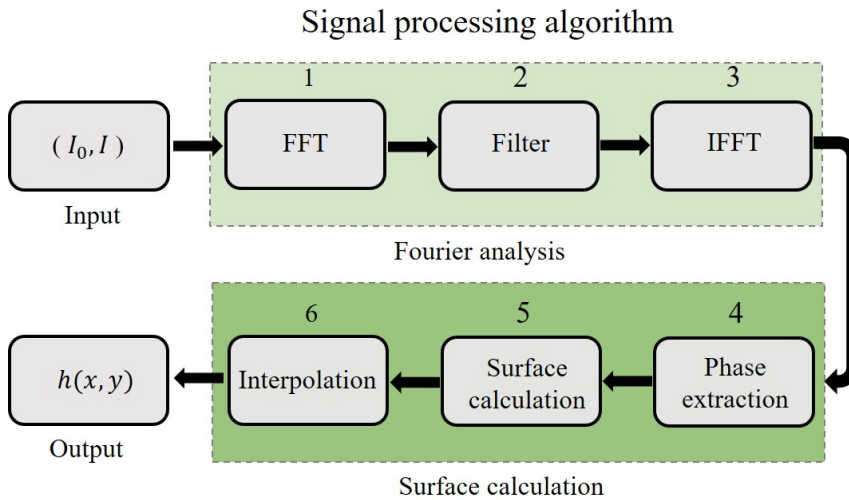 Signal processing algorithm
1
2
3
( I₀, I )
FFT
Filter
IFFT
Input
Fourier analysis
6
5
4
h(x, y)
Interpolation
Surface
calculation
Phase
extraction
Output
Surface calculation